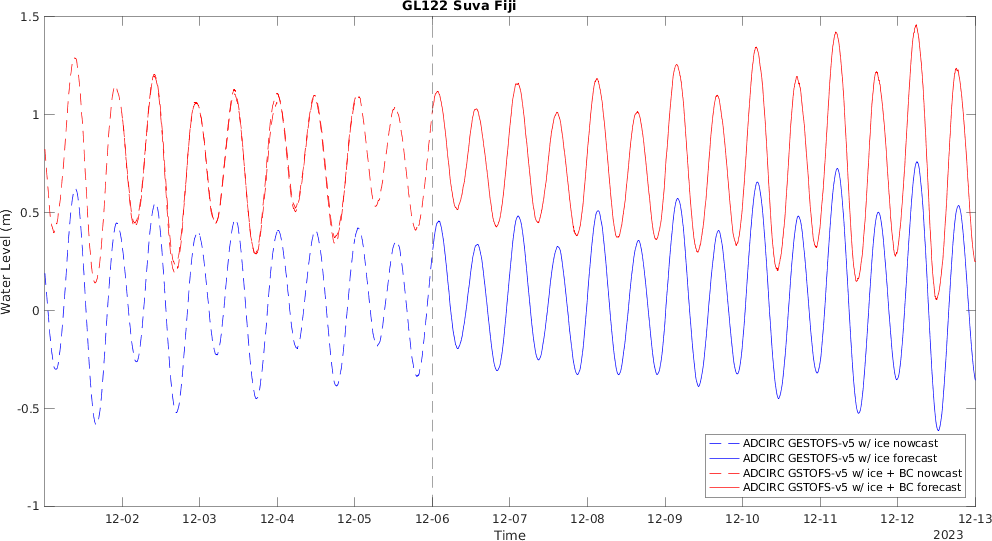 GL122 Suva Fiji
1.5
1
0.5
0
-0.5
-1
Water Level (m)
ADCIRC GESTOFS-v5 w/ ice nowcast
ADCIRC GESTOFS-v5 w/ ice forecast
ADCIRC GSTOFS-v5 w/ ice + BC nowcast
ADCIRC GSTOFS-v5 w/ ice + BC forecast
12-02 12-03 12-04 12-05 12-06 12-07 12-08 12-09 12-10 12-11 12-12 12-13
Time
2023